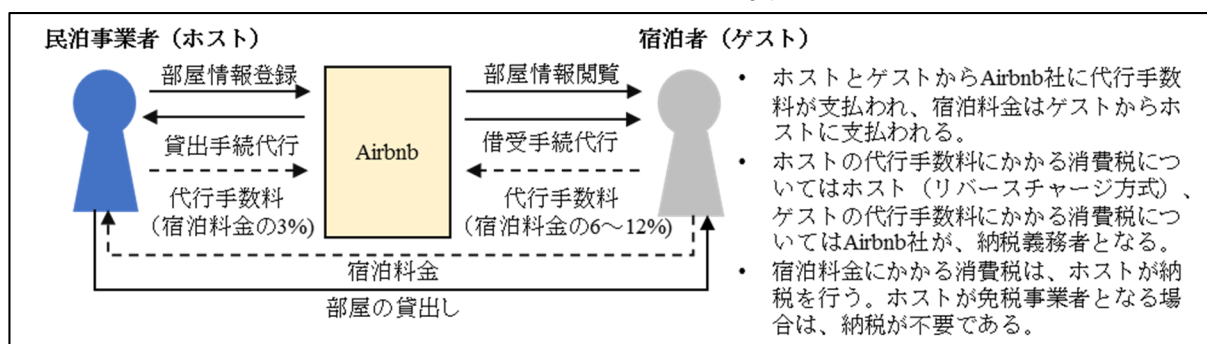 民泊事業者（ホスト）
宿泊者（ゲスト）
部屋情報登録
部屋情報閲覧
貸出手続代行
Airbnb
借受手続代行
代行手数料
(宿泊料金の3%)
代行手数料
(宿泊料金の6～12%)
宿泊料金
部屋の貸出し
• ホストとゲストからAirbnb社に代行手数
料が支払われ、宿泊料金はゲストからホ
ストに支払われる。
• ホストの代行手数料にかかる消費税につ
いてはホスト（リバースチャージ方式）、
ゲストの代行手数料にかかる消費税につ
いてはAirbnb社が、納税義務者となる。
• 宿泊料金にかかる消費税は、ホストが納
税を行う。ホストが免税事業者となる場
合は、納税が不要である。